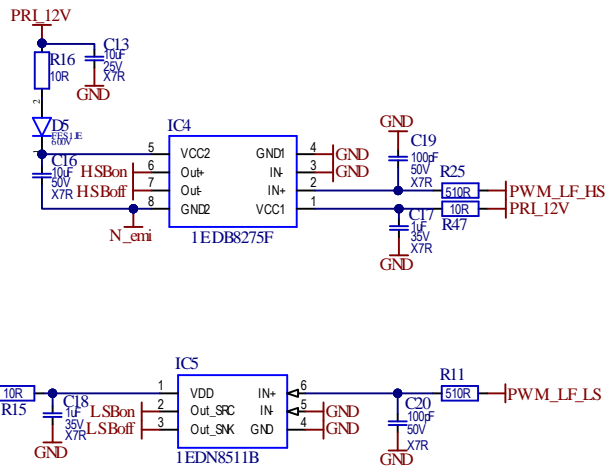 PRI_12V
R16
10R
C13
10uF
25V
X7R
GND
2
D5
FES1JE
600V
1
C16
10uF
50V
X7R
HSBon
HSBoff
N_emi
IC4
5
6
7
8
VCC2
Out+
Out-
GND2
GND1
IN-
IN+
VCC1
4
3
2
1
1EDB8275F
GND
GND
GND
C19
100pF
50V
X7R
R25
510R
PWM_LF_HS
10R
PRI_12V
R47
C17
1uF
35V
X7R
GND
10R
R15
C18
1uF
35V
X7R
GND
LSBon
LSBoff
IC5
1
2
3
VDD
Out_SRC
Out_SNK
IN+
IN-
GND
6
5
4
1EDN8511B
GND
GND
C20
100pF
50V
X7R
GND
R11
510R
PWM_LF_LS